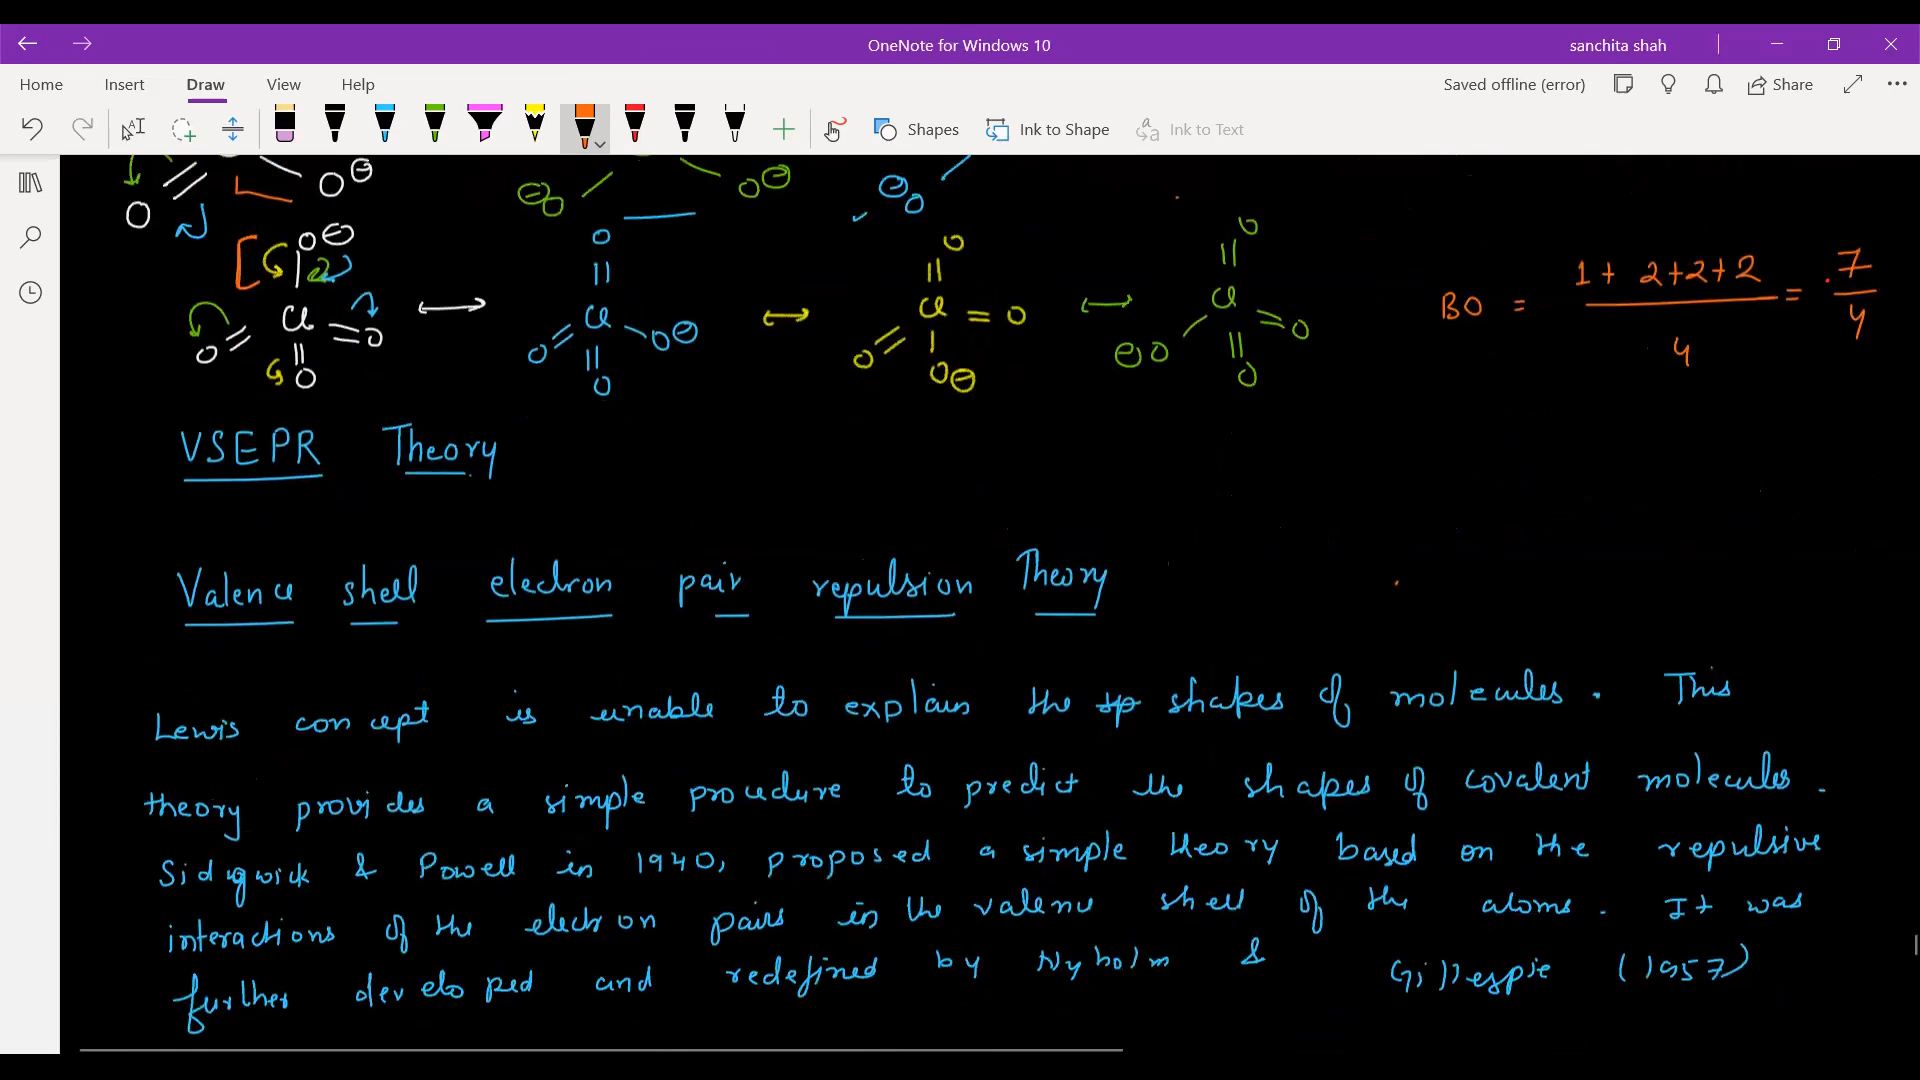 OneNote for Windows 10
sanchita shah
Home Insert Draw View Help
Saved offline (error)
Share
Shapes
Ink to Shape
Ink to Text
O O⊖ ⊖O O⊖ ⊖O
O⊖ O O O
O Cl O O Cl O⊖ O Cl = O ⊖O Cl O
O O O⊖ O
BO = 1 + 2+2+2 / 4 = 7 / 4
VSEPR Theory
Valence shell electron pair repulsion Theory
Lewis concept is unable to explain the shapes of molecules. This
theory provides a simple procedure to predict the shapes of covalent molecules.
Sidgwick & Powell in 1940, proposed a simple theory based on the repulsive
interactions of the electron pairs in the valence shell of the atoms. It was
further developed and redefined by Nyholm & Gillespie (1957)